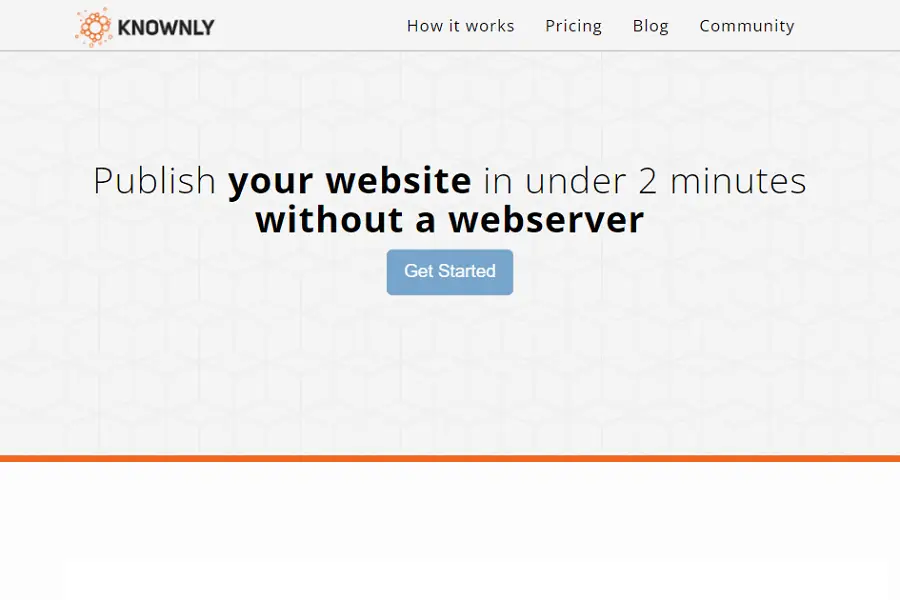 KNOWNLY
How it works Pricing Blog Community
Publish your website in under 2 minutes
without a webserver
Get Started